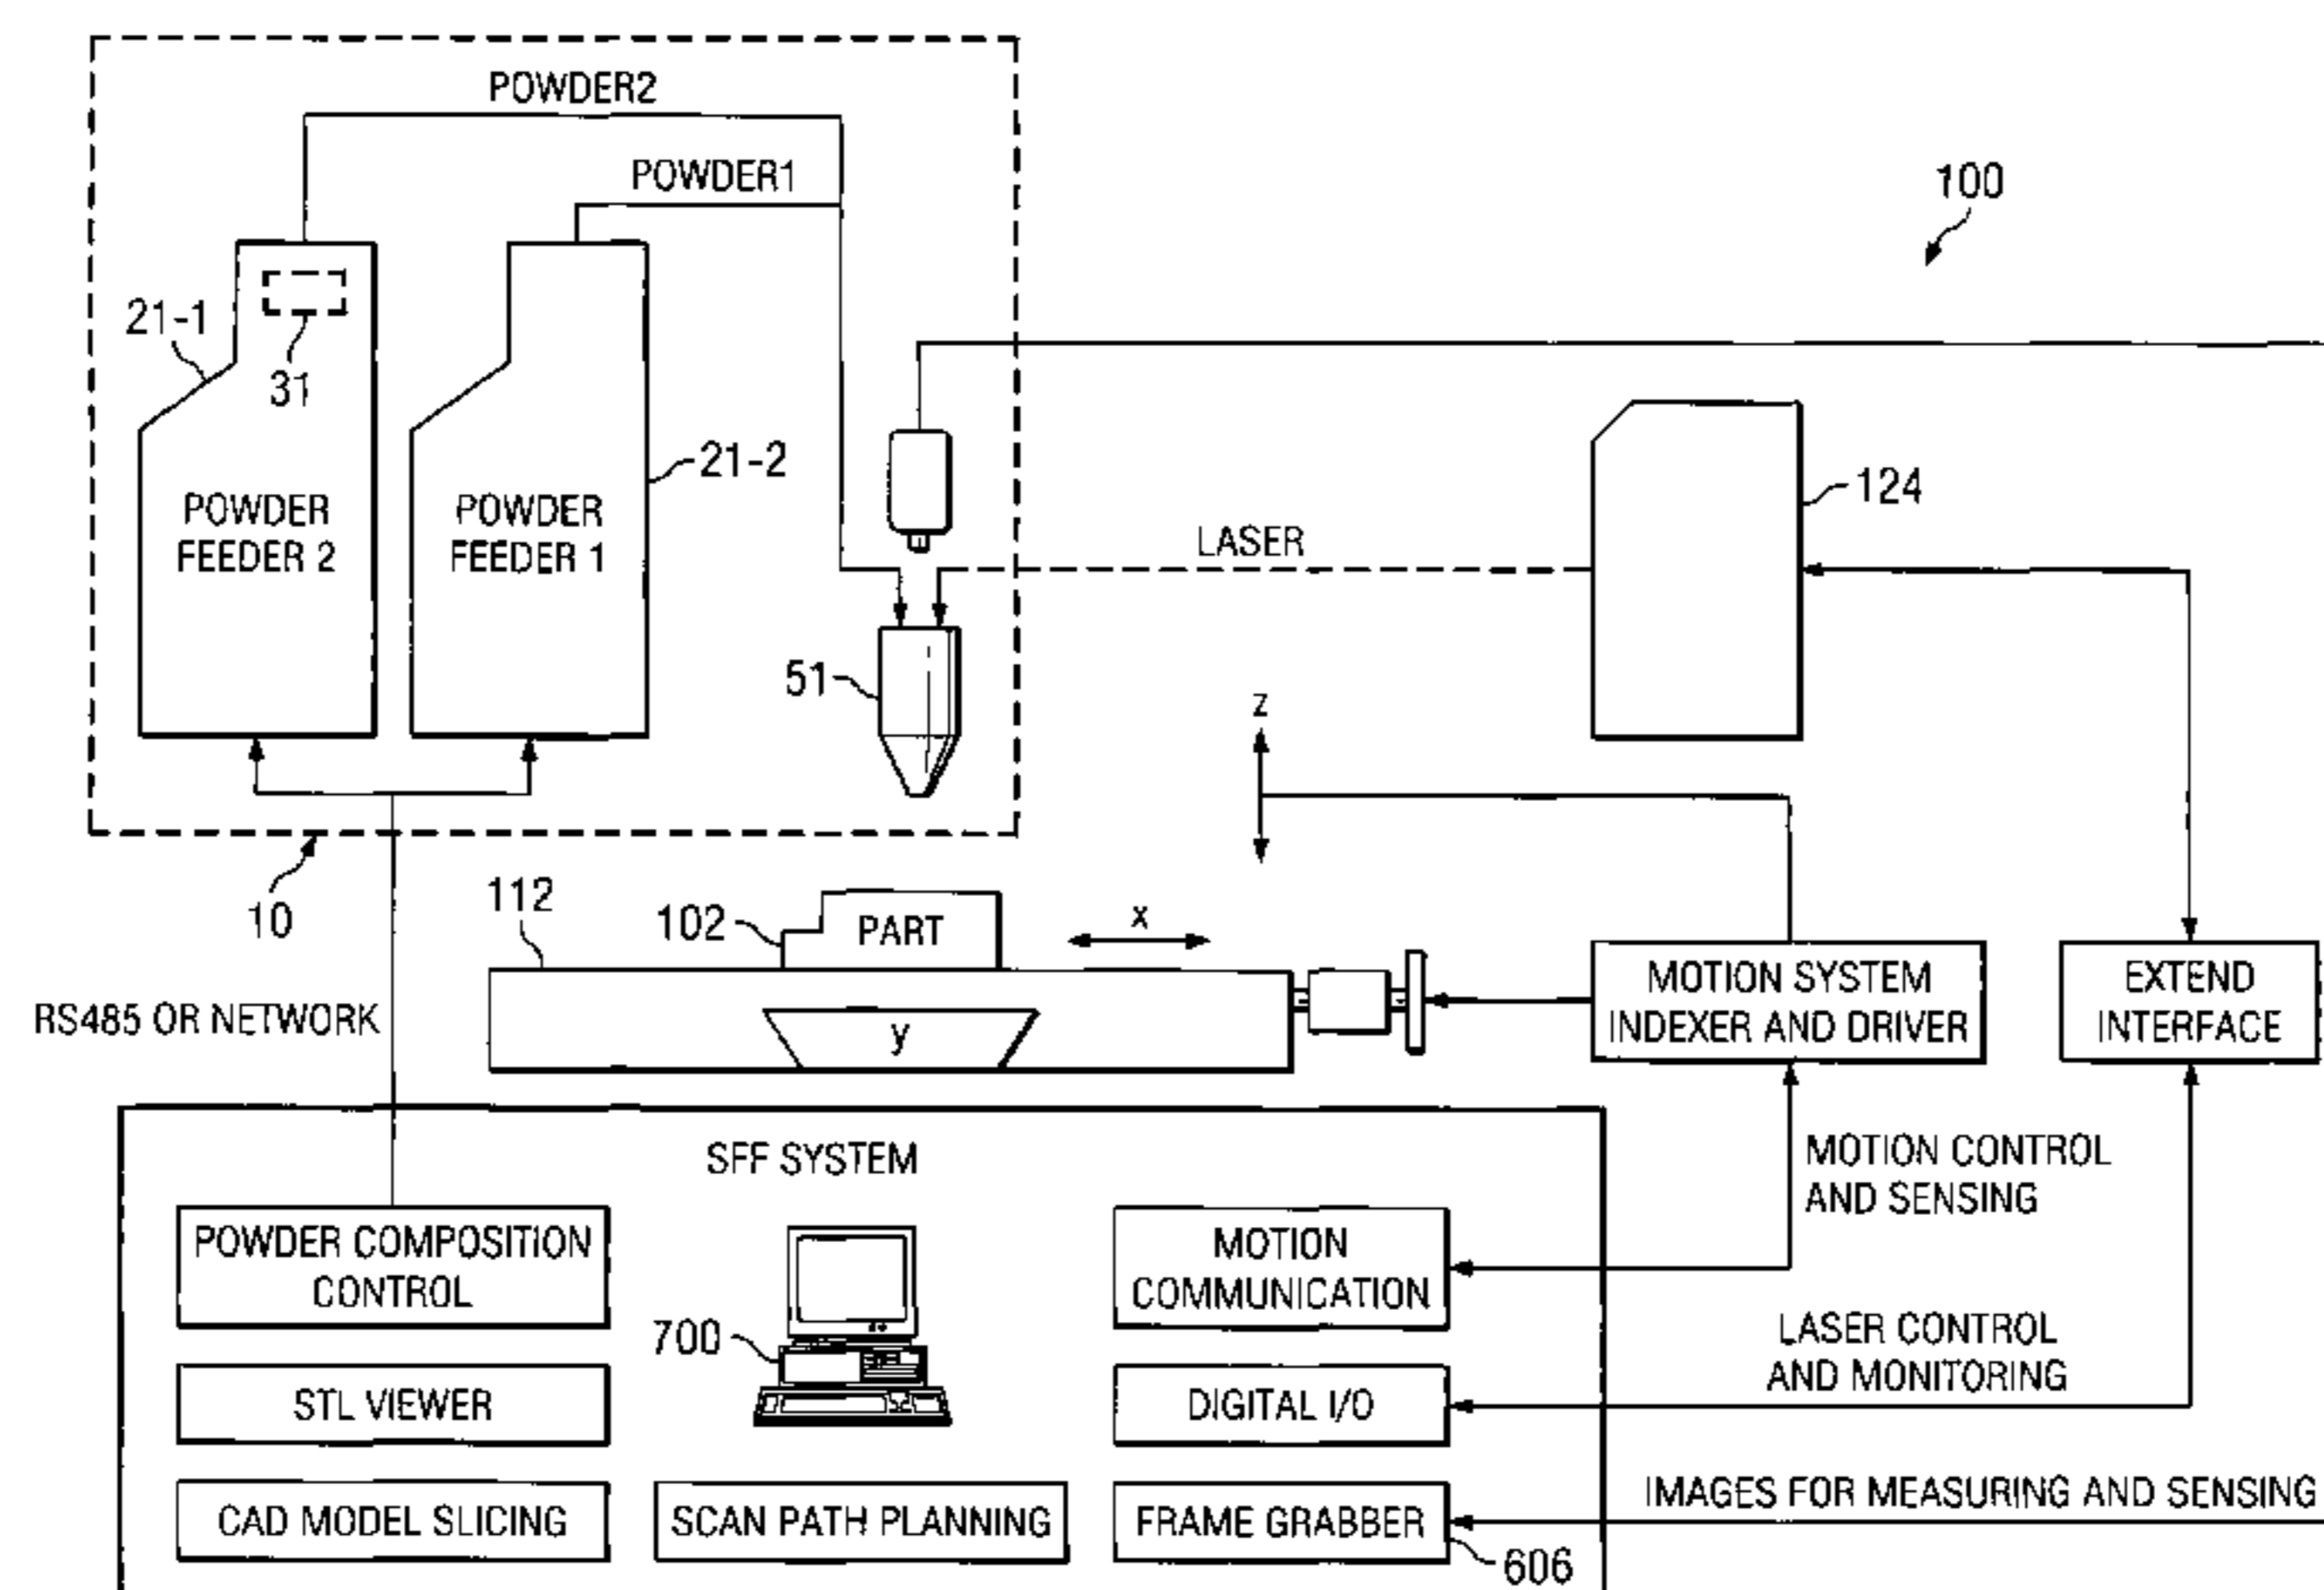 POWDER2
POWDER1
100
21-1
31
21-2
POWDER
FEEDER 2
POWDER
FEEDER 1
124
LASER
51
z
10
112
102
PART
x
y
RS485 OR NETWORK
MOTION SYSTEM
INDEXER AND DRIVER
EXTEND
INTERFACE
SFF SYSTEM
MOTION CONTROL
AND SENSING
POWDER COMPOSITION
CONTROL
MOTION
COMMUNICATION
700
LASER CONTROL
AND MONITORING
STL VIEWER
DIGITAL I/O
IMAGES FOR MEASURING AND SENSING
CAD MODEL SLICING
SCAN PATH PLANNING
FRAME GRABBER
606